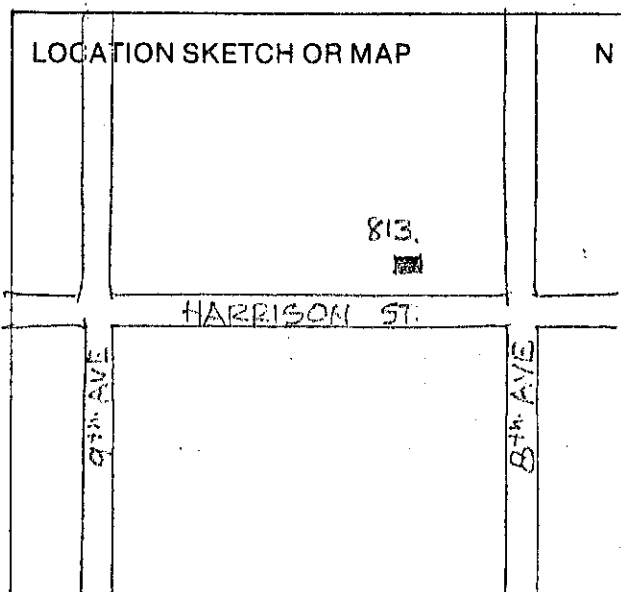 LOCATION SKETCH OR MAP
N
813.
HARRISON ST.
9th AVE
8th AVE